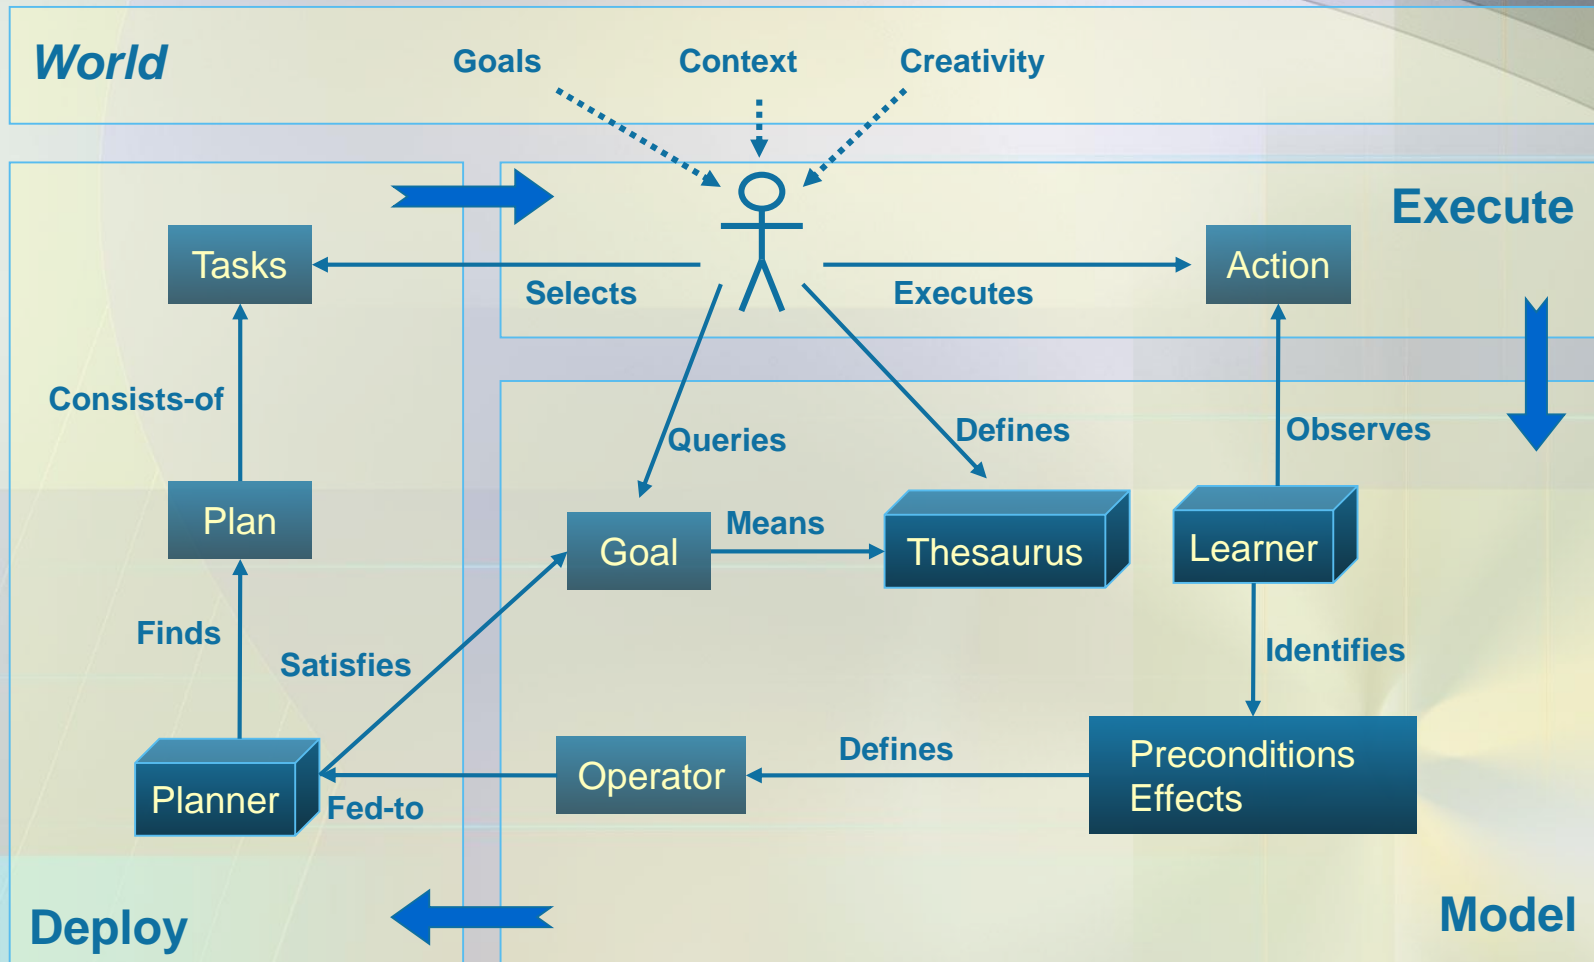 World
Goals
Context
Creativity
Execute
Tasks
Action
Selects
Executes
Consists-of
Queries
Defines
Observes
Plan
Goal
Means
Thesaurus
Learner
Finds
Satisfies
Identifies
Planner
Fed-to
Operator
Defines
Preconditions
Effects
Deploy
Model